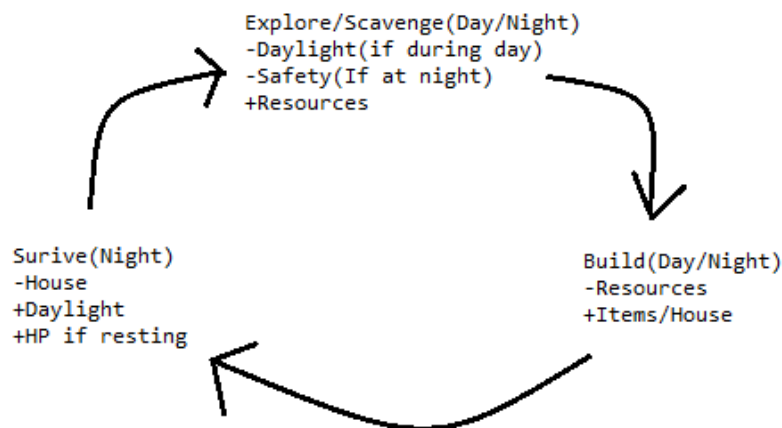 Explore/Scavenge(Day/Night)
-Daylight(if during day)
-Safety(If at night)
+Resources
Build(Day/Night)
-Resources
+Items/House
Surive(Night)
-House
+Daylight
+HP if resting